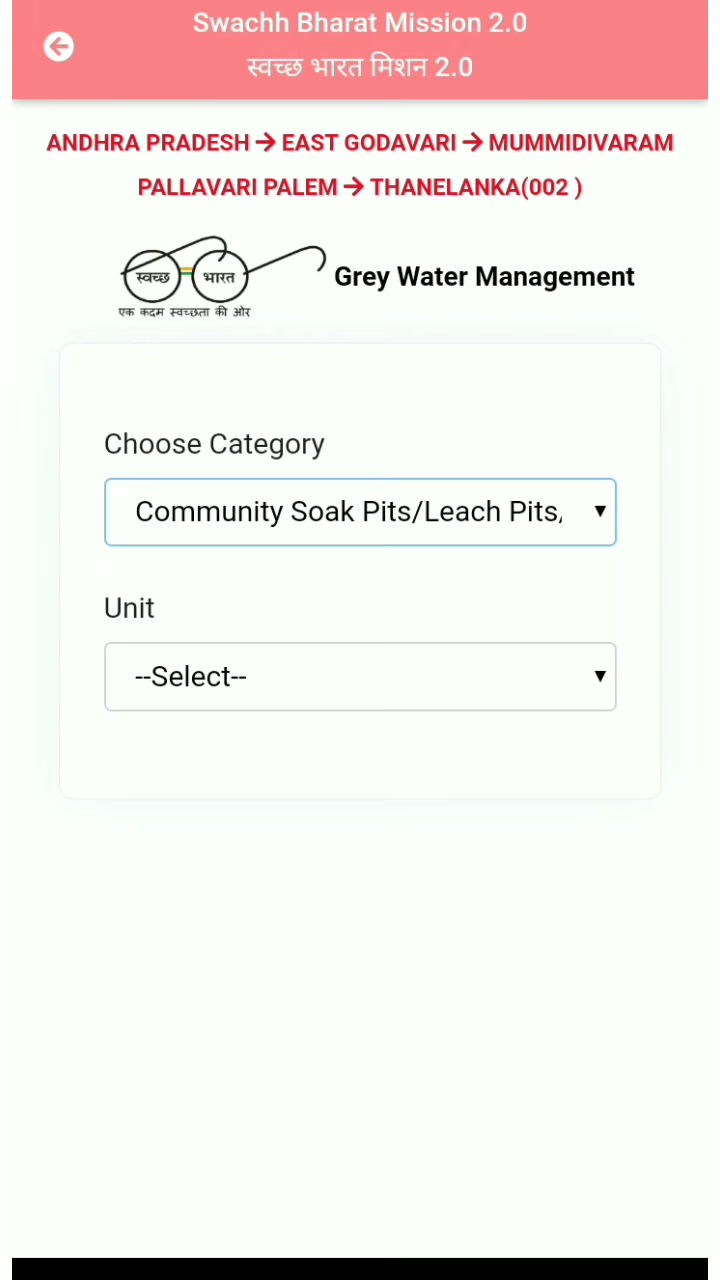 Swachh Bharat Mission 2.0
स्वच्छ भारत मिशन 2.0
ANDHRA PRADESH → EAST GODAVARI → MUMMIDIVARAM
PALLAVARI PALEM → THANELANKA(002 )
स्वच्छ भारत
एक कदम स्वच्छता की ओर
Grey Water Management
Choose Category
Community Soak Pits/Leach Pits,
Unit
--Select--